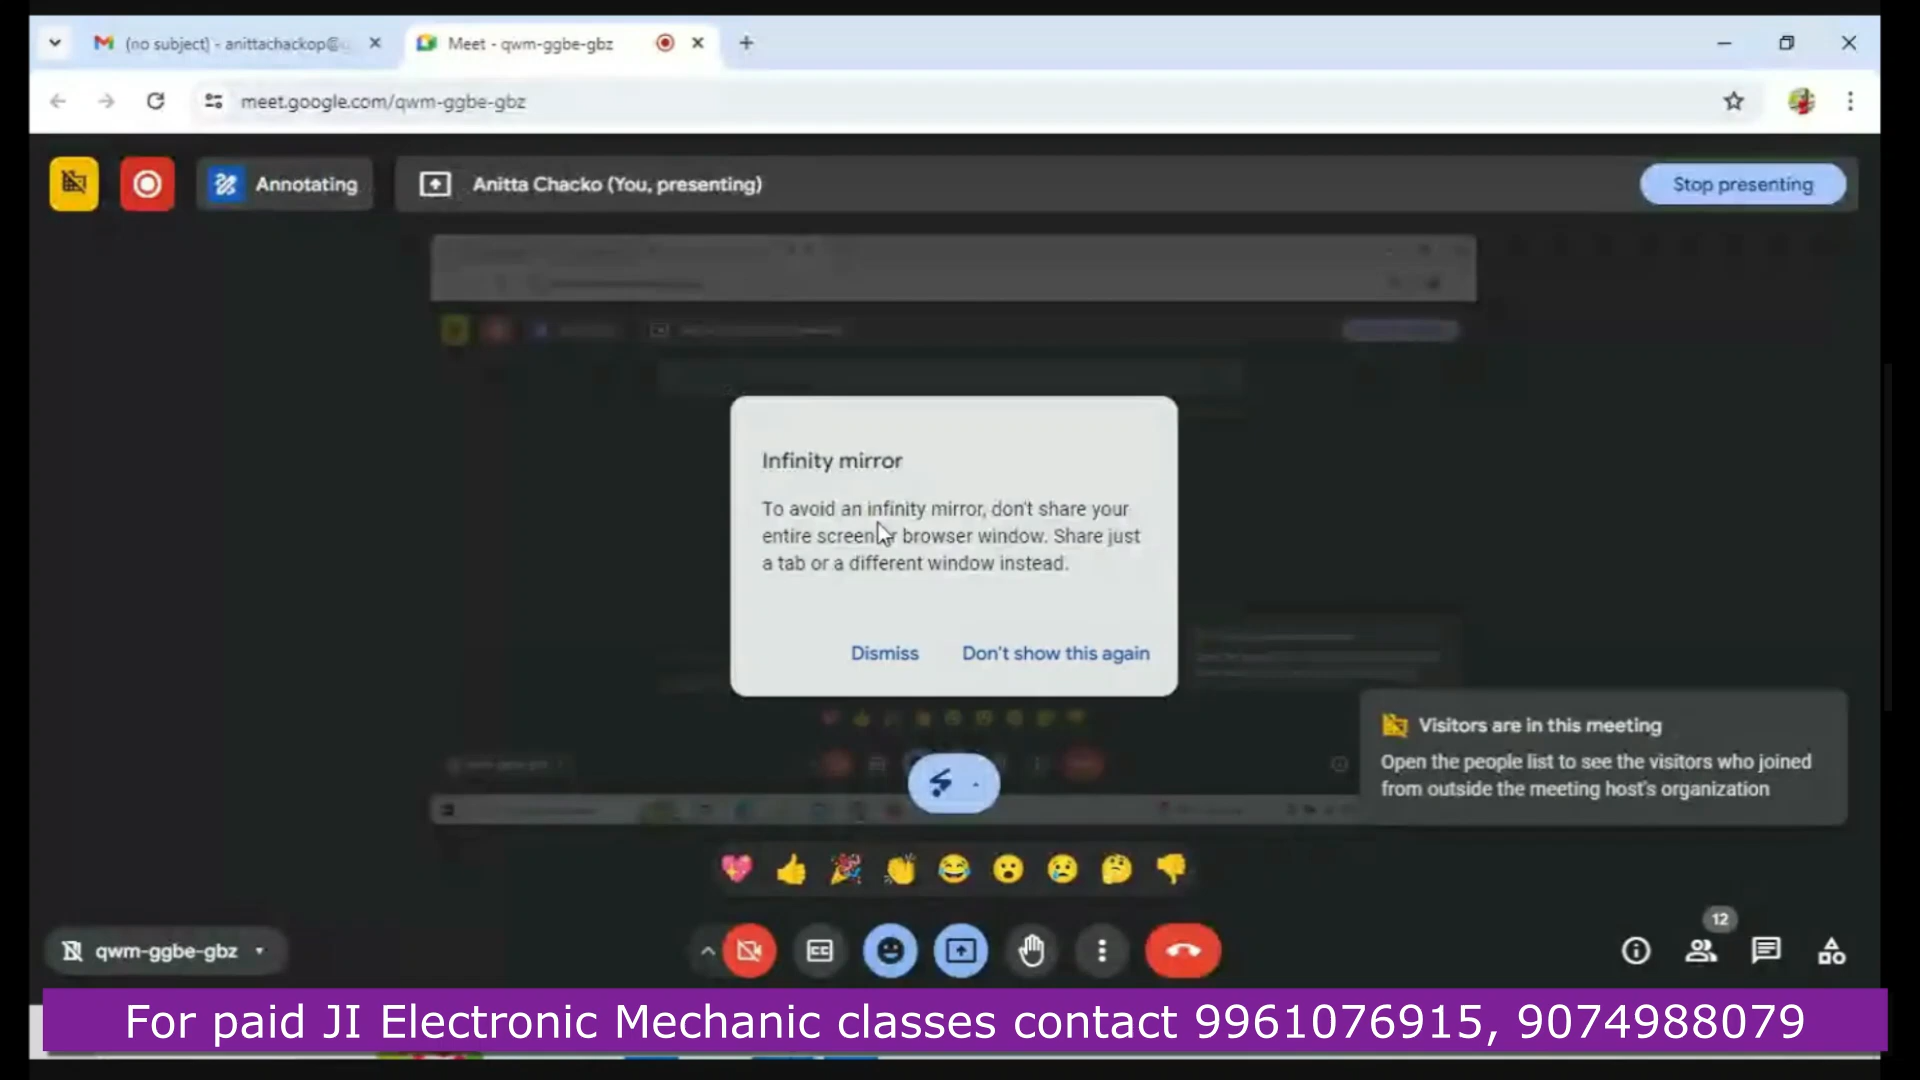 (no subject) - anittachackop@
Meet - qwm-ggbe-gbz
meet.google.com/qwm-ggbe-gbz
Annotating
Anitta Chacko (You, presenting)
Stop presenting
Infinity mirror
To avoid an infinity mirror, don't share your
entire screen or browser window. Share just
a tab or a different window instead.
Dismiss
Don't show this again
Visitors are in this meeting
Open the people list to see the visitors who joined
from outside the meeting host's organization
12
qwm-ggbe-gbz
CC
For paid JI Electronic Mechanic classes contact 9961076915, 9074988079